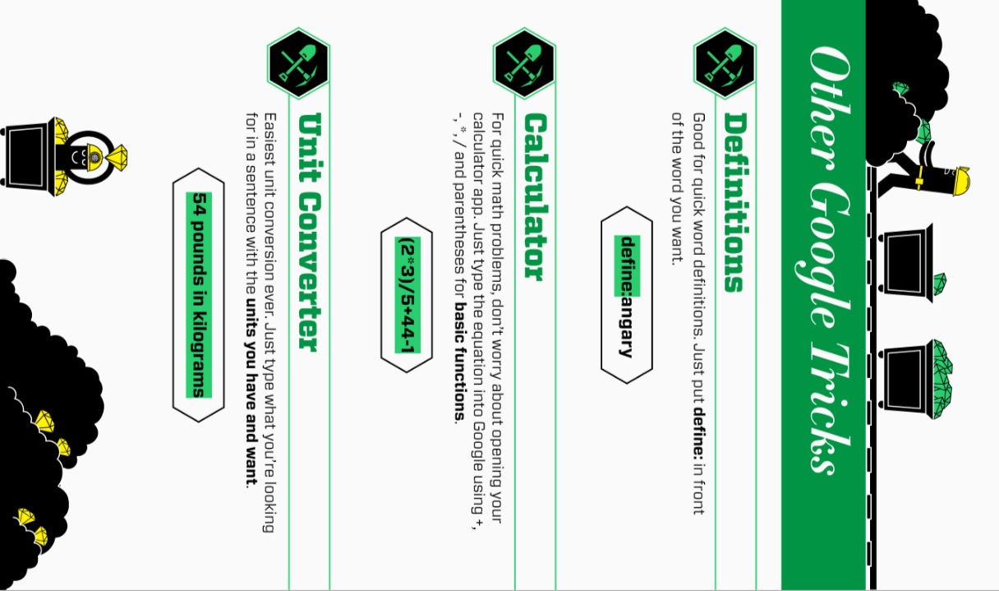 Other Google Tricks
Definitions
Good for quick word definitions. Just put define: in front
of the word you want.
define:angary
Calculator
For quick math problems, don't worry about opening your
calculator app. Just type the equation into Google using +,
-, *, / and parentheses for basic functions.
(2*3)/5+44-1
Unit Converter
Easiest unit conversion ever. Just type what you're looking
for in a sentence with the units you have and want.
54 pounds in kilograms